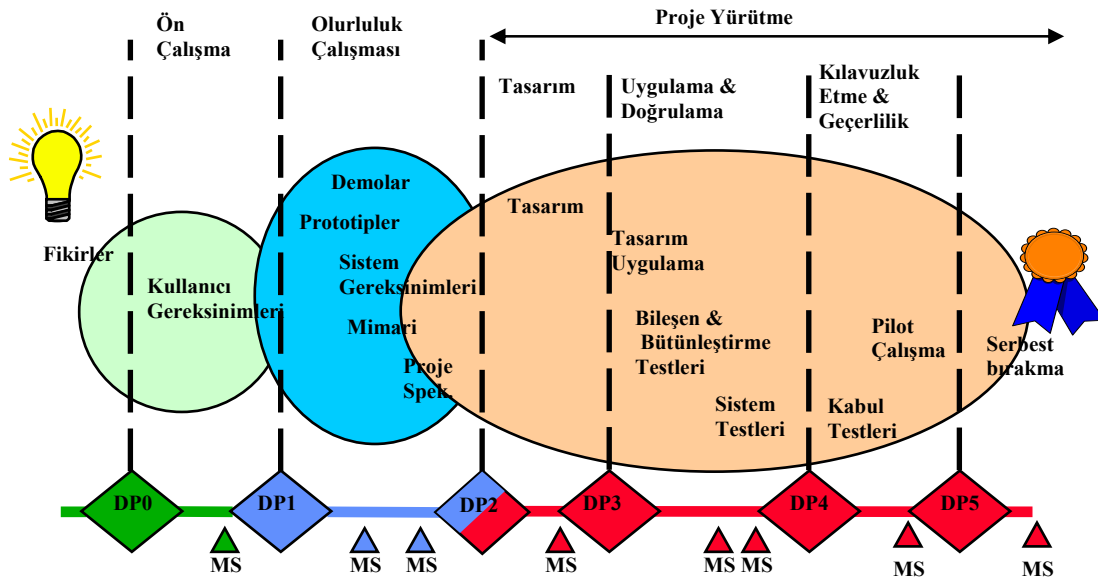 Ön
Çalışma
Olurluluk
Çalışması
Proje Yürütme
Tasarım
Uygulama &
Doğrulama
Kılavuzluk
Etme &
Geçerlilik
Fikirler
Kullanıcı
Gereksinimleri
Demolar
Prototipler
Sistem
Gereksinimleri
Mimari
Proje
Spek.
Tasarım
Tasarım
Uygulama
Bileşen &
Bütünleştirme
Testleri
Sistem
Testleri
Pilot
Çalışma
Kabul
Testleri
Serbest
bırakma
DP0
DP1
DP2
DP3
DP4
DP5
MS
MS
MS
MS
MS
MS
MS
MS